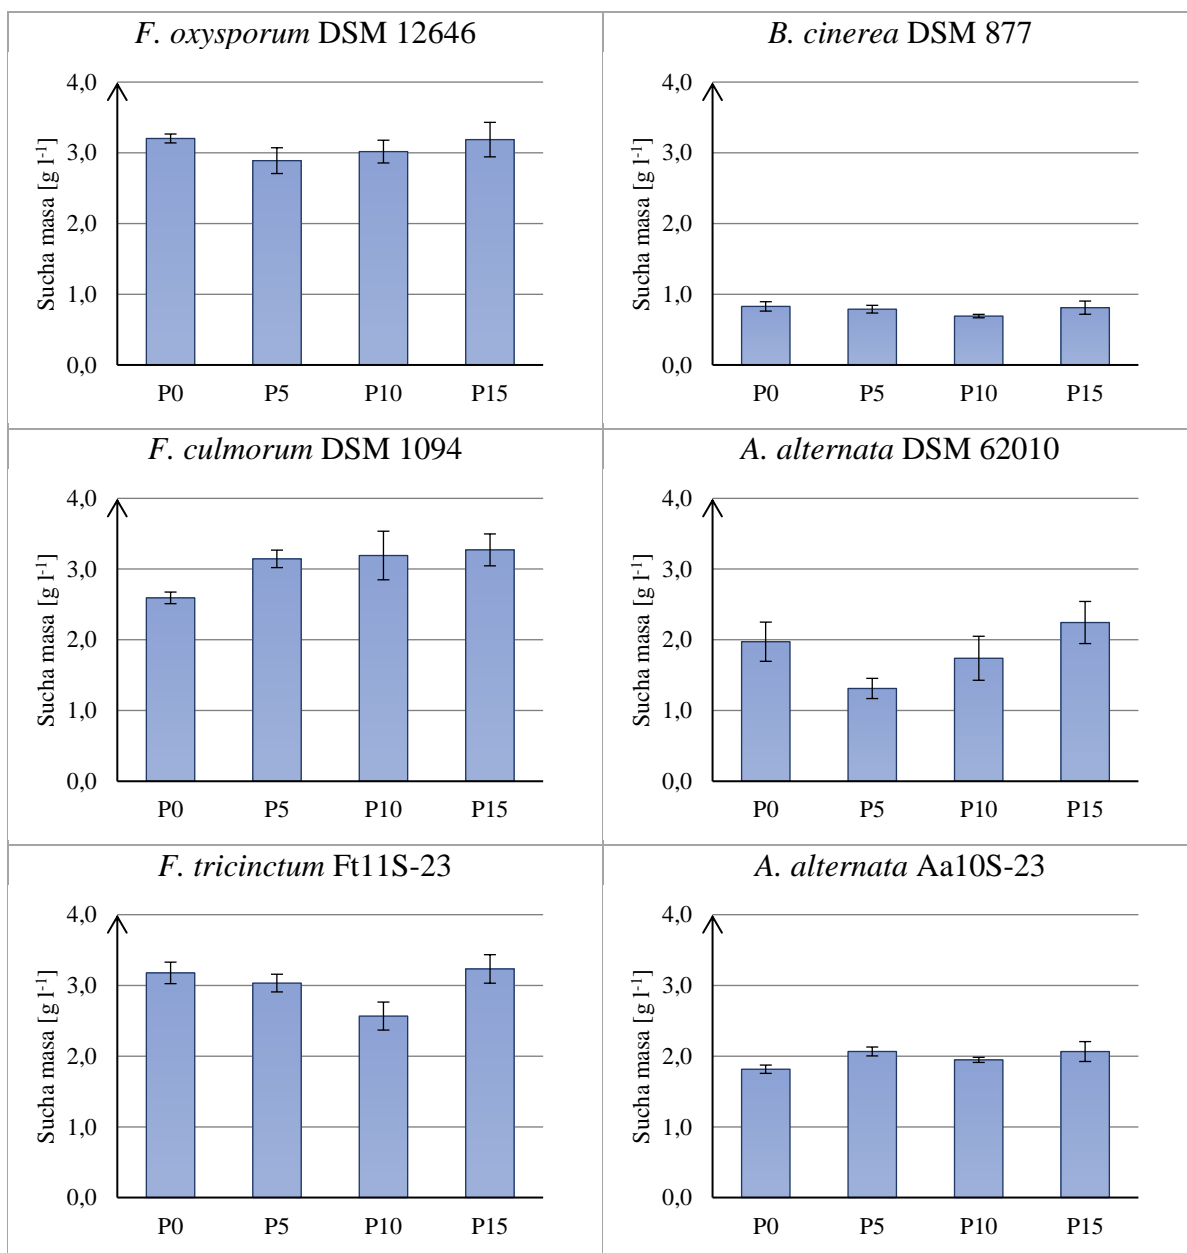 F. oxysporum DSM 12646
4,0
3,0
2,0
1,0
0,0
Sucha masa [g l-1]
P0 P5 P10 P15
B. cinerea DSM 877
4,0
3,0
2,0
1,0
0,0
Sucha masa [g l-1]
P0 P5 P10 P15
F. culmorum DSM 1094
4,0
3,0
2,0
1,0
0,0
Sucha masa [g l-1]
P0 P5 P10 P15
A. alternata DSM 62010
4,0
3,0
2,0
1,0
0,0
Sucha masa [g l-1]
P0 P5 P10 P15
F. tricinctum Ft11S-23
4,0
3,0
2,0
1,0
0,0
Sucha masa [g l-1]
P0 P5 P10 P15
A. alternata Aa10S-23
4,0
3,0
2,0
1,0
0,0
Sucha masa [g l-1]
P0 P5 P10 P15